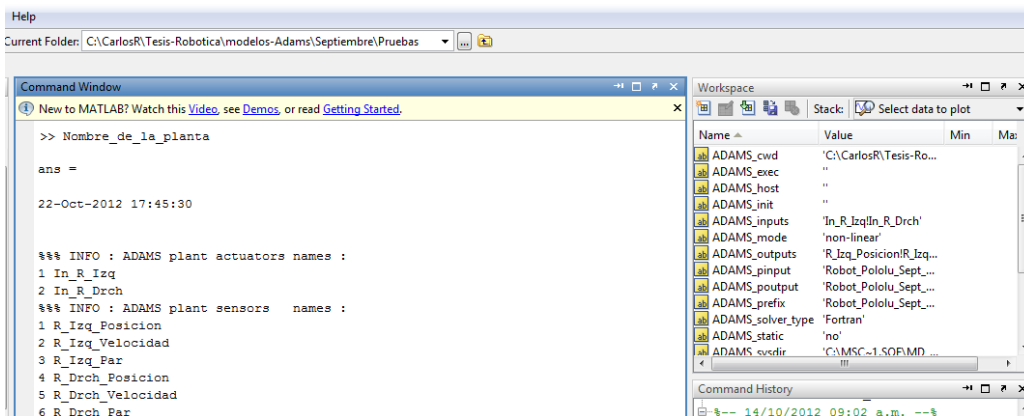 Help
Current Folder: C:\CarlosR\Tesis-Robotica\modelos-Adams\Septiembre\Pruebas
Command Window
New to MATLAB? Watch this Video, see Demos, or read Getting Started.
>> Nombre_de_la_planta
ans =
22-Oct-2012 17:45:30
%%% INFO : ADAMS plant actuators names :
1 In_R_Izq
2 In_R_Drch
%%% INFO : ADAMS plant sensors   names :
1 R_Izq_Posicion
2 R_Izq_Velocidad
3 R_Izq_Par
4 R_Drch_Posicion
5 R_Drch_Velocidad
6 R_Drch_Par
Workspace
Stack: Select data to plot
Name Value Min Max
ADAMS_cwd 'C:\CarlosR\Tesis-Ro...
ADAMS_exec ''
ADAMS_host ''
ADAMS_init ''
ADAMS_inputs 'In_R_Izq!In_R_Drch'
ADAMS_mode 'non-linear'
ADAMS_outputs 'R_Izq_Posicion!R_Izq...
ADAMS_pinput 'Robot_Pololu_Sept_...
ADAMS_poutput 'Robot_Pololu_Sept_...
ADAMS_prefix 'Robot_Pololu_Sept_...
ADAMS_solver_type 'Fortran'
ADAMS_static 'no'
ADAMS_sysdir 'C:\MSC~1.SOF\MD_...
Command History
%-- 14/10/2012 09:02 a.m. --%